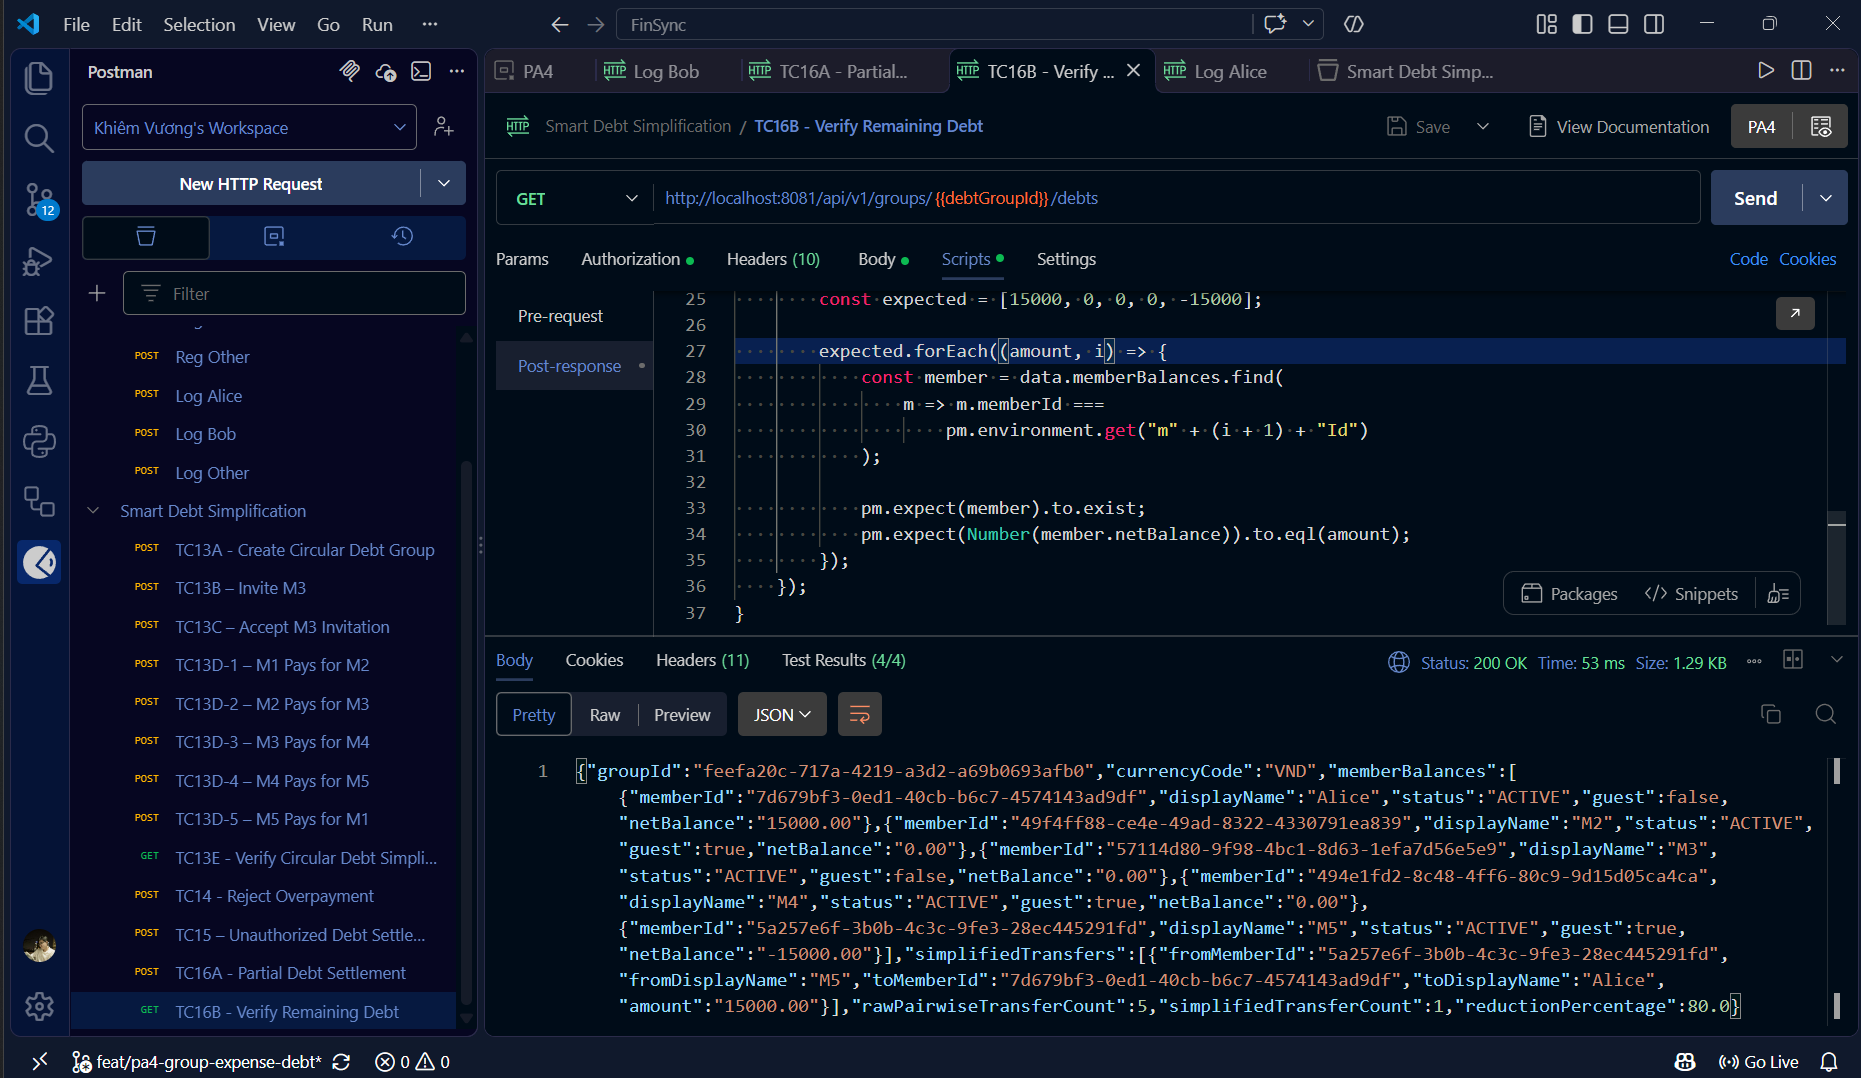 File Edit Selection View Go Run ··· FinSync
Postman
PA4 Log Bob TC16A - Partial... TC16B - Verify ... Log Alice Smart Debt Simp...
Khiêm Vương's Workspace
New HTTP Request
12
Filter
Reg Other
POST Reg Other
POST Log Alice
POST Log Bob
POST Log Other
Smart Debt Simplification
POST TC13A - Create Circular Debt Group
POST TC13B – Invite M3
POST TC13C – Accept M3 Invitation
POST TC13D-1 – M1 Pays for M2
POST TC13D-2 – M2 Pays for M3
POST TC13D-3 – M3 Pays for M4
POST TC13D-4 – M4 Pays for M5
POST TC13D-5 – M5 Pays for M1
GET TC13E - Verify Circular Debt Simpli...
POST TC14 - Reject Overpayment
POST TC15 – Unauthorized Debt Settle...
POST TC16A - Partial Debt Settlement
GET TC16B - Verify Remaining Debt
HTTP Smart Debt Simplification / TC16B - Verify Remaining Debt Save View Documentation PA4
GET http://localhost:8081/api/v1/groups/{{debtGroupId}}/debts Send
Params Authorization Headers (10) Body Scripts Settings Code Cookies
Pre-request
Post-response
25 const expected = [15000, 0, 0, 0, -15000];
26
27 expected.forEach((amount, i) => {
28 const member = data.memberBalances.find(
29 m => m.memberId ===
30 pm.environment.get("m" + (i + 1) + "Id")
31 );
32
33 pm.expect(member).to.exist;
34 pm.expect(Number(member.netBalance)).to.eql(amount);
35 });
36 });
37 }
Packages </> Snippets
Body Cookies Headers (11) Test Results (4/4) Status: 200 OK Time: 53 ms Size: 1.29 KB
Pretty Raw Preview JSON
1 {"groupId":"feefa20c-717a-4219-a3d2-a69b0693afb0","currencyCode":"VND","memberBalances":[
{"memberId":"7d679bf3-0ed1-40cb-b6c7-4574143ad9df","displayName":"Alice","status":"ACTIVE","guest":false,
"netBalance":"15000.00"},{"memberId":"49f4ff88-ce4e-49ad-8322-4330791ea839","displayName":"M2","status":"ACTIVE",
"guest":true,"netBalance":"0.00"},{"memberId":"57114d80-9f98-4bc1-8d63-1efa7d56e5e9","displayName":"M3",
"status":"ACTIVE","guest":false,"netBalance":"0.00"},{"memberId":"494e1fd2-8c48-4ff6-80c9-9d15d05ca4ca",
"displayName":"M4","status":"ACTIVE","guest":true,"netBalance":"0.00"},
{"memberId":"5a257e6f-3b0b-4c3c-9fe3-28ec445291fd","displayName":"M5","status":"ACTIVE","guest":true,
"netBalance":"-15000.00"}],"simplifiedTransfers":[{"fromMemberId":"5a257e6f-3b0b-4c3c-9fe3-28ec445291fd",
"fromDisplayName":"M5","toMemberId":"7d679bf3-0ed1-40cb-b6c7-4574143ad9df","toDisplayName":"Alice",
"amount":"15000.00"}],"rawPairwiseTransferCount":5,"simplifiedTransferCount":1,"reductionPercentage":80.0}
feat/pa4-group-expense-debt* 0 0 Go Live